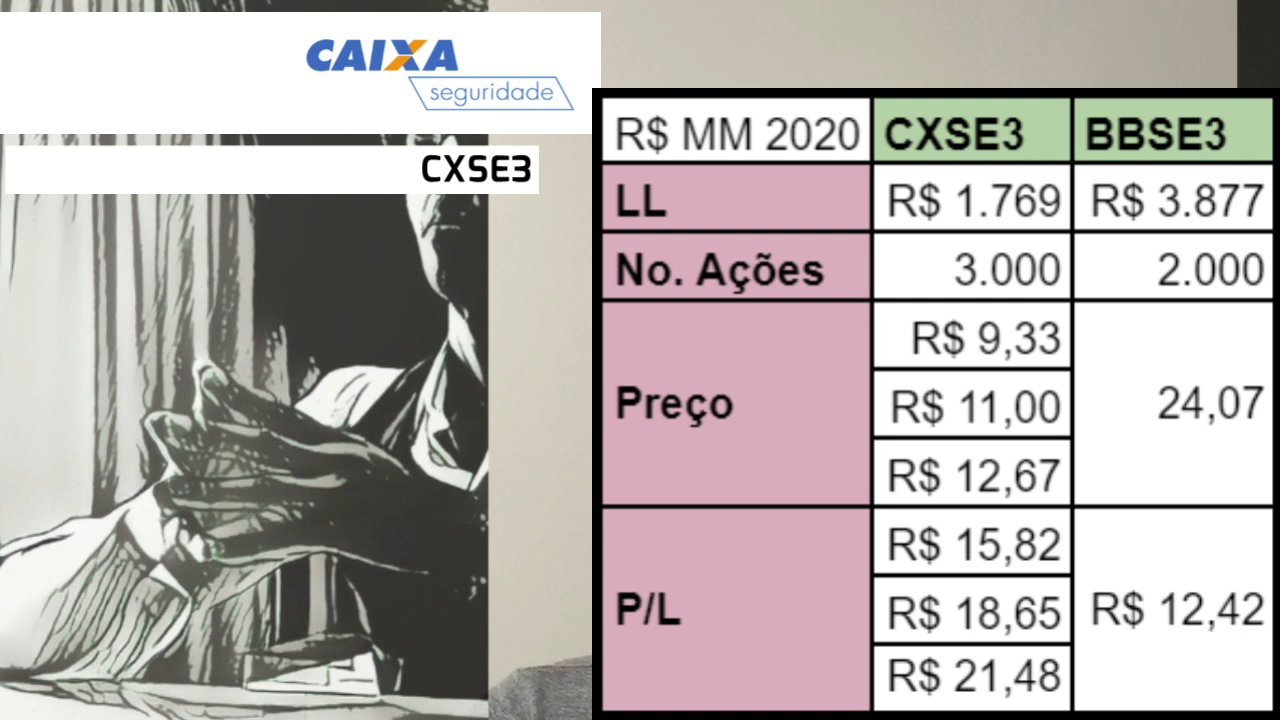 CAIXA
seguridade
CXSE3
R$ MM 2020 CXSE3 BBSE3
LL R$ 1.769 R$ 3.877
No. Ações 3.000 2.000
Preço R$ 9,33 24,07
R$ 11,00
R$ 12,67
P/L R$ 15,82 R$ 12,42
R$ 18,65
R$ 21,48